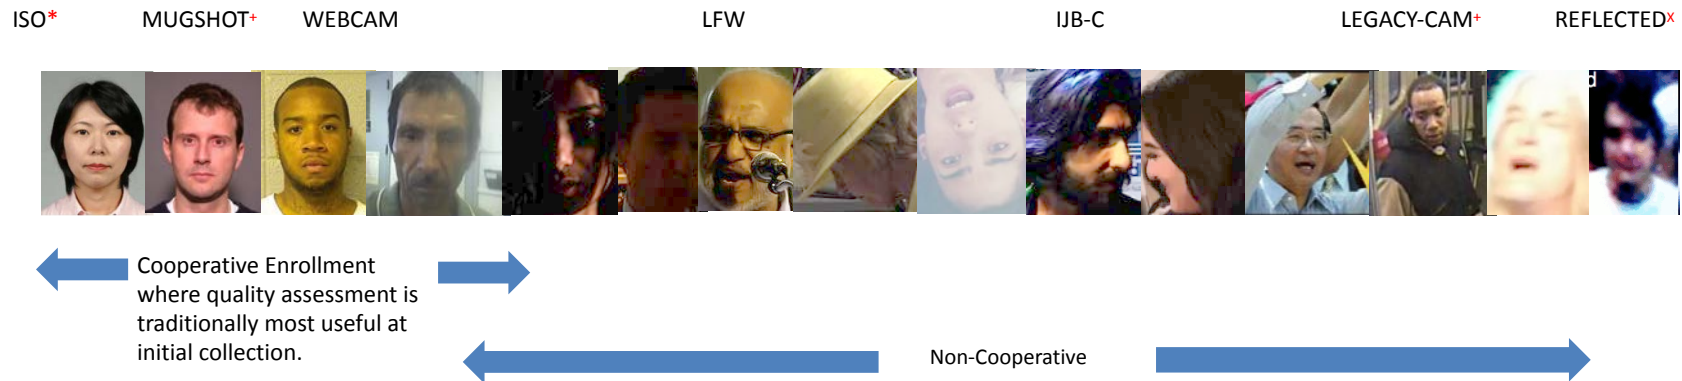 ISO* MUGSHOT+ WEBCAM LFW IJB-C LEGACY-CAM+ REFLECTEDX
d
Cooperative Enrollment
where quality assessment is
traditionally most useful at
initial collection.
Non-Cooperative